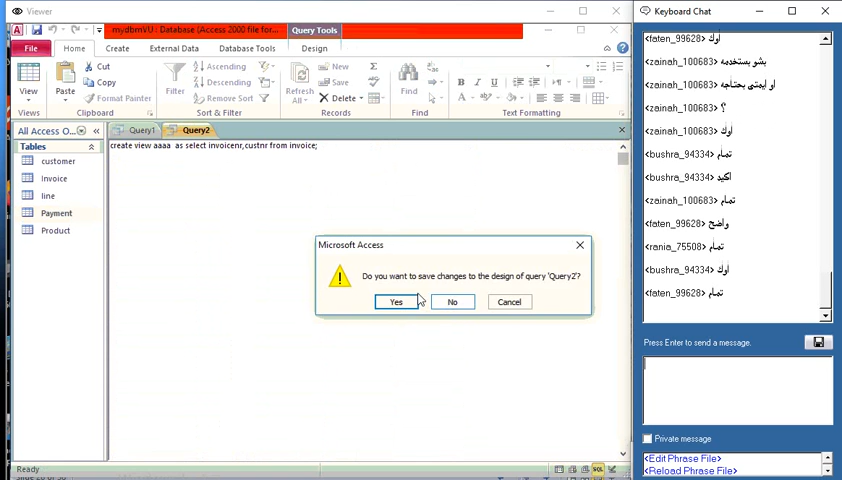 Viewer
mydbmVU : Database (Access 2000 file for...
Query Tools
File
Home
Create
External Data
Database Tools
Design
View
Paste
Cut
Copy
Format Painter
Filter
Ascending
Descending
Remove Sort
Refresh
All
New
Save
Delete
Find
B I U
Views
Clipboard
Sort & Filter
Records
Find
Text Formatting
All Access O...
Query1
Query2
Tables
customer
Invoice
line
Payment
Product
create view aaaa as select invoicenr,custnr from invoice;
Microsoft Access
Do you want to save changes to the design of query 'Query2'?
Yes
No
Cancel
Ready
SQL
Keyboard Chat
<faten_99628> أوك
<zainah_100683> بشو بستخدمه
<zainah_100683> او ايمتى بحتاجه
<zainah_100683> ؟
<zainah_100683> أوك
<bushra_94334> تمام
<bushra_94334> اكيد
<zainah_100683> تمام
<faten_99628> واضح
<rania_75508> تمام
<bushra_94334> أوك
<faten_99628> تمام
Press Enter to send a message.
Private message
<Edit Phrase File>
<Reload Phrase File>